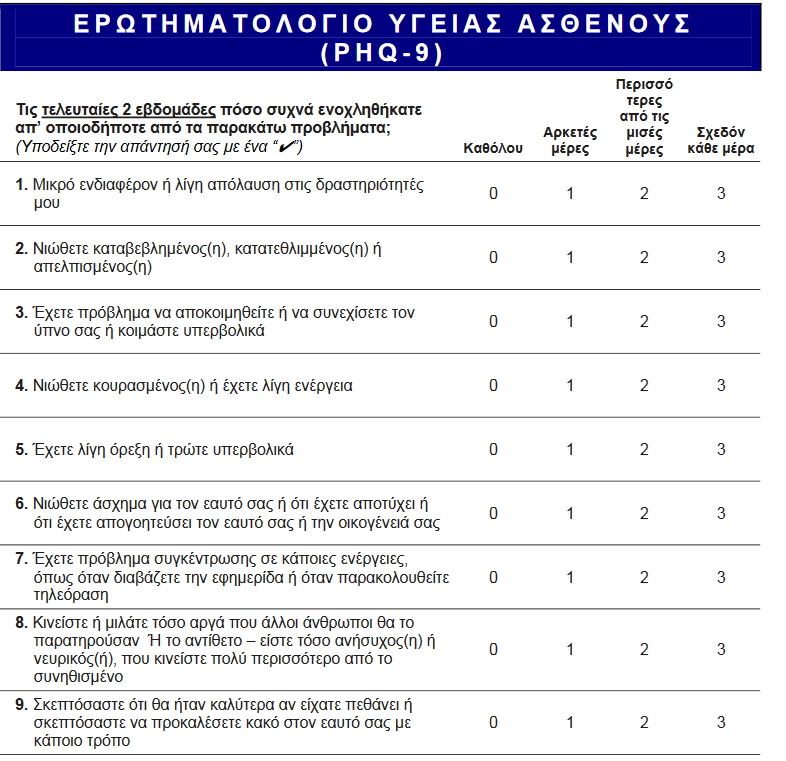 ΕΡΩΤΗΜΑΤΟΛΟΓΙΟ ΥΓΕΙΑΣ ΑΣΘΕΝΟΥΣ
(PHQ-9)
Τις τελευταίες 2 εβδομάδες πόσο συχνά ενοχληθήκατε
απ’ οποιοδήποτε από τα παρακάτω προβλήματα;
(Υποδείξτε την απάντησή σας με ένα “✔”)
Καθόλου
Αρκετές
μέρες
Περισσό
τερες
από τις
μισές
μέρες
Σχεδόν
κάθε μέρα
1. Μικρό ενδιαφέρον ή λίγη απόλαυση στις δραστηριότητές
μου
0 1 2 3
2. Νιώθετε καταβεβλημένος(η), κατατεθλιμμένος(η) ή
απελπισμένος(η)
0 1 2 3
3. Έχετε πρόβλημα να αποκοιμηθείτε ή να συνεχίσετε τον
ύπνο σας ή κοιμάστε υπερβολικά
0 1 2 3
4. Νιώθετε κουρασμένος(η) ή έχετε λίγη ενέργεια
0 1 2 3
5. Έχετε λίγη όρεξη ή τρώτε υπερβολικά
0 1 2 3
6. Νιώθετε άσχημα για τον εαυτό σας ή ότι έχετε αποτύχει ή
ότι έχετε απογοητεύσει τον εαυτό σας ή την οικογένειά σας
0 1 2 3
7. Έχετε πρόβλημα συγκέντρωσης σε κάποιες ενέργειες,
όπως όταν διαβάζετε την εφημερίδα ή όταν παρακολουθείτε
τηλεόραση
0 1 2 3
8. Κινείστε ή μιλάτε τόσο αργά που άλλοι άνθρωποι θα το
παρατηρούσαν Ή το αντίθετο – είστε τόσο ανήσυχος(η) ή
νευρικός(ή), που κινείστε πολύ περισσότερο από το
συνηθισμένο
0 1 2 3
9. Σκεπτόσαστε ότι θα ήταν καλύτερα αν είχατε πεθάνει ή
σκεπτόσαστε να προκαλέσετε κακό στον εαυτό σας με
κάποιο τρόπο
0 1 2 3